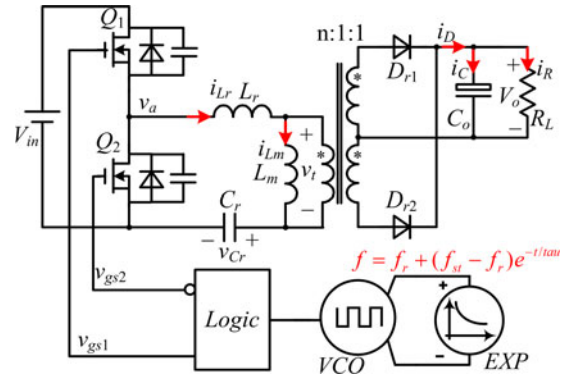 Q1
n:1:1
iD
Dr1
iC
iR
+
Vo
−
Co
RL
iLr
Lr
va
Vin
Q2
iLm
Lm
+
vt
−
*
*
*
Cr
− vCr +
Dr2
f = fr + (fst − fr)e^{-t/tau}
vgs2
vgs1
Logic
VCO
+
−
EXP